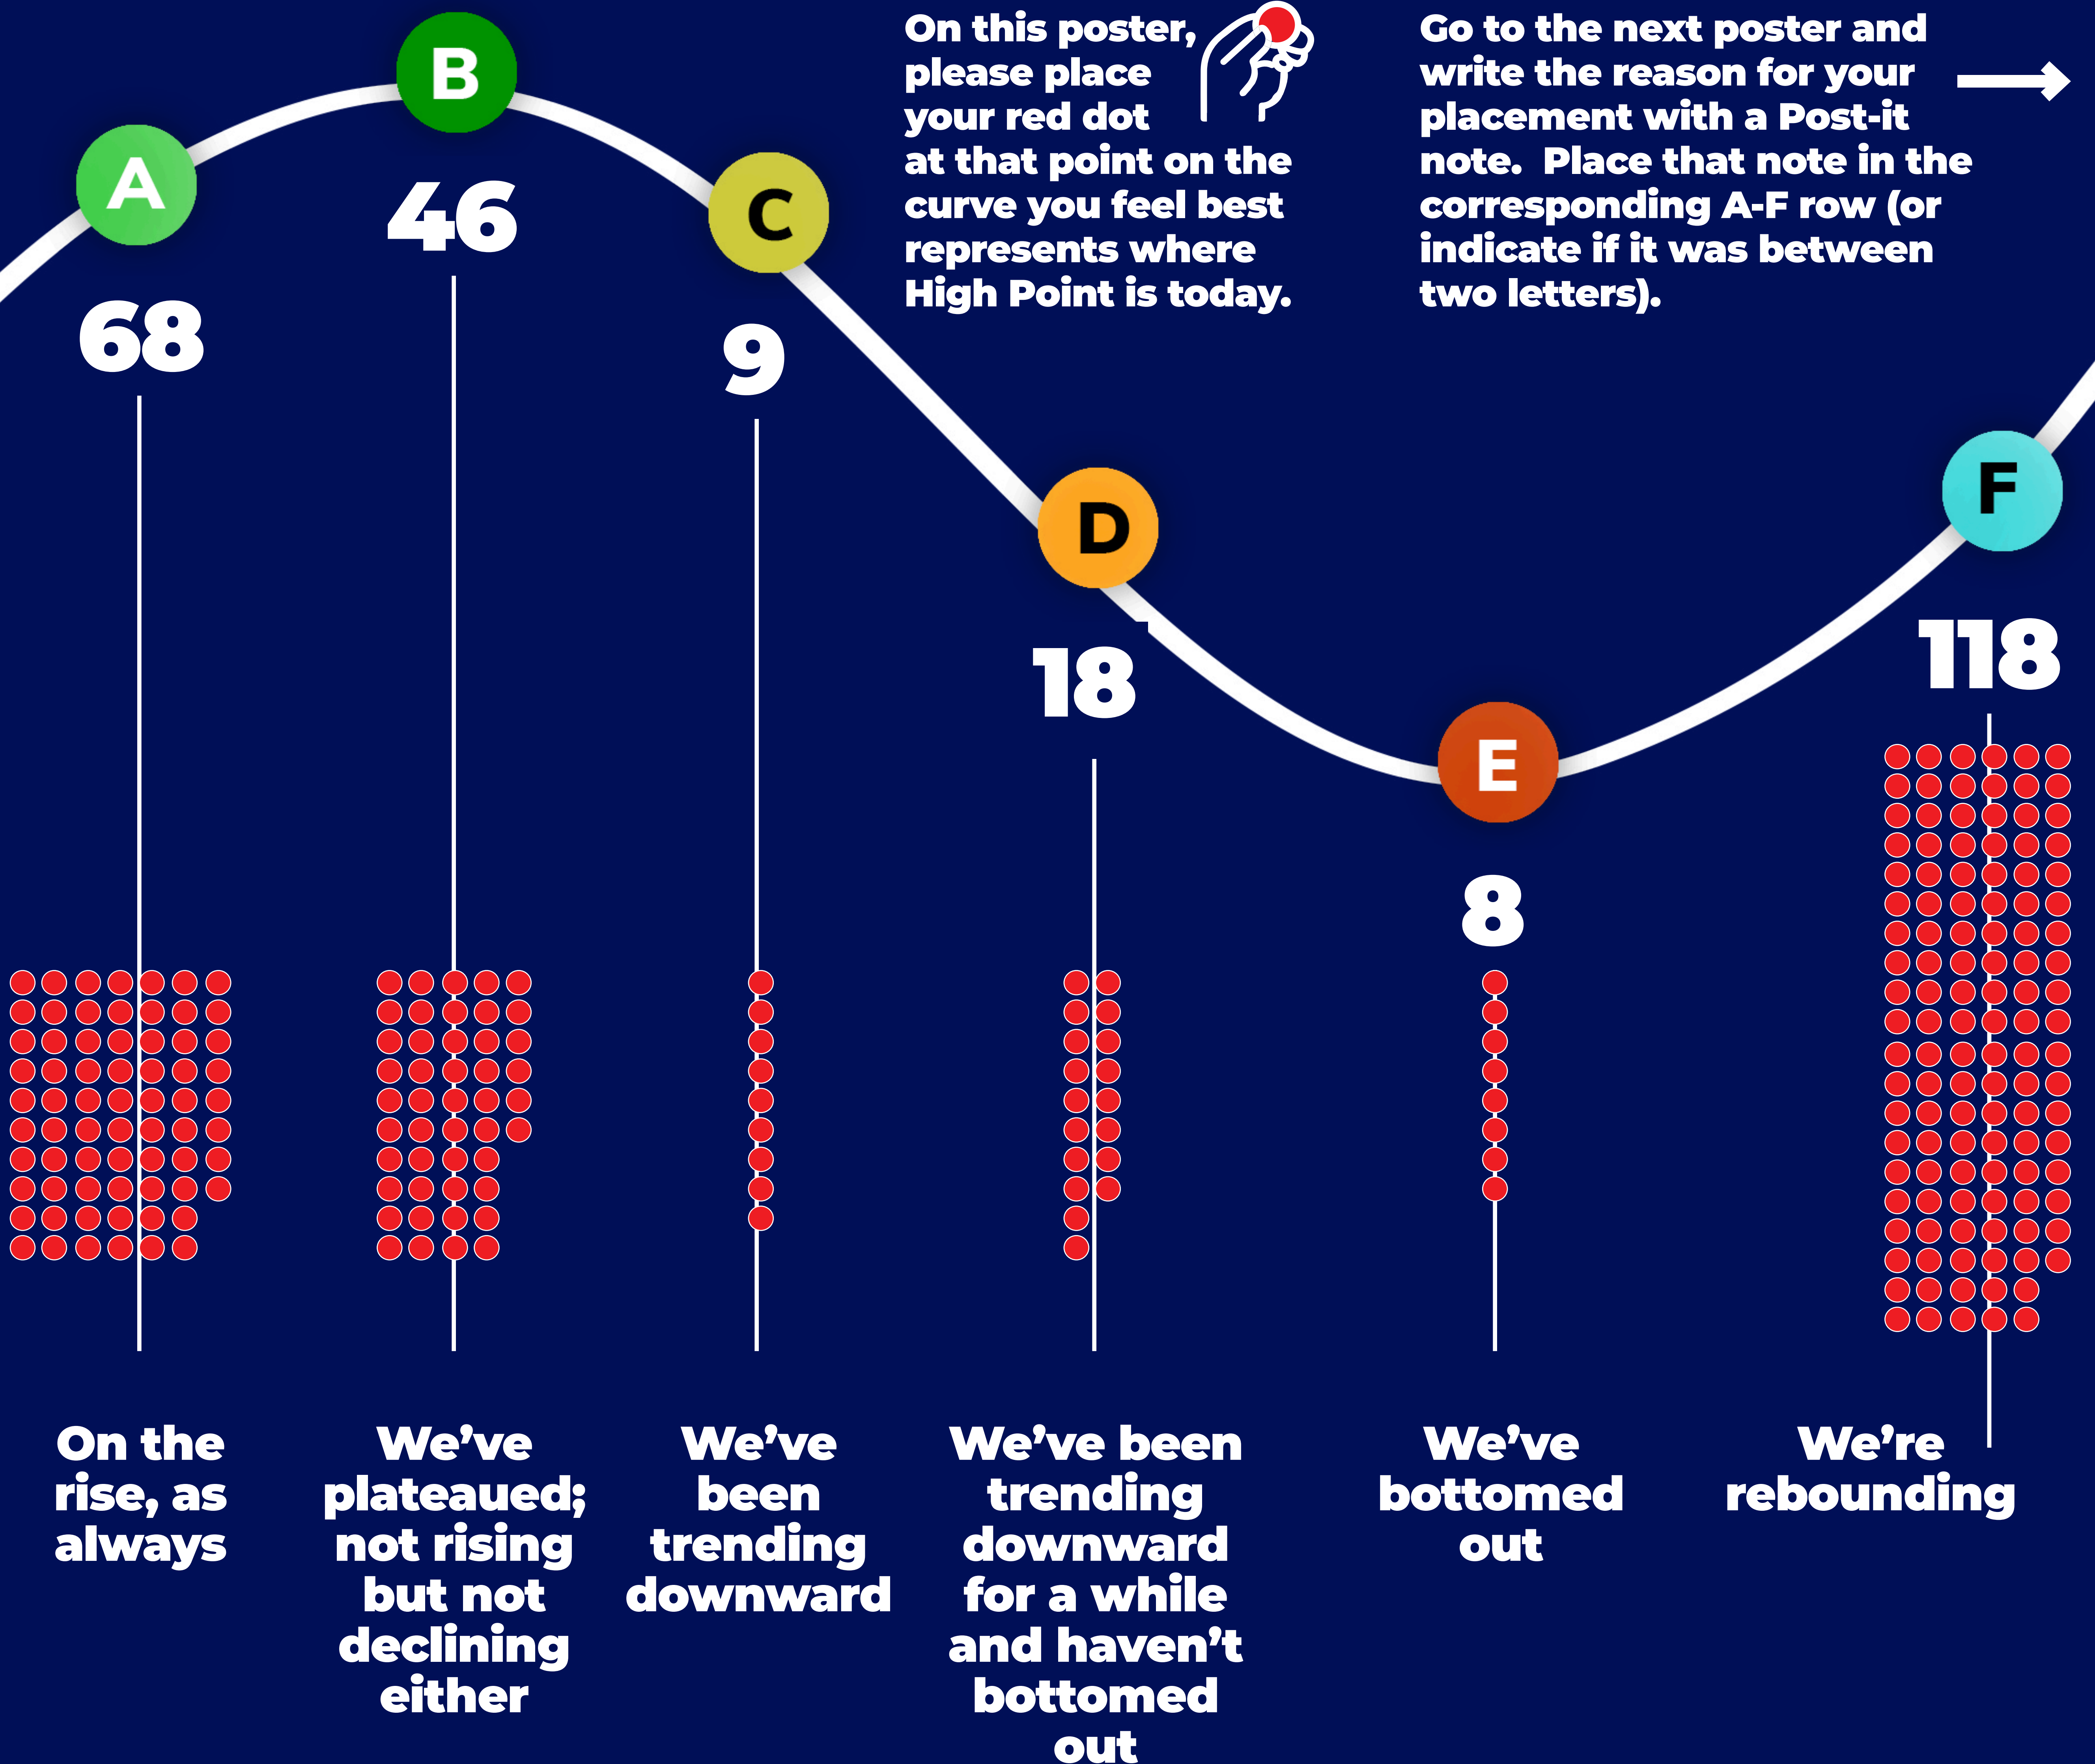 A
B
C
D
E
F
On this poster,
please place
your red dot
at that point on the
curve you feel best
represents where
High Point is today.
Go to the next poster and
write the reason for your
placement with a Post-it
note.  Place that note in the
corresponding A-F row (or
indicate if it was between
two letters).
68
46
9
18
8
118
On the
rise, as
always
We’ve
plateaued;
not rising
but not
declining
either
We’ve
been
trending
downward
We’ve been
trending
downward
for a while
and haven’t
bottomed
out
We’ve
bottomed
out
We’re
rebounding